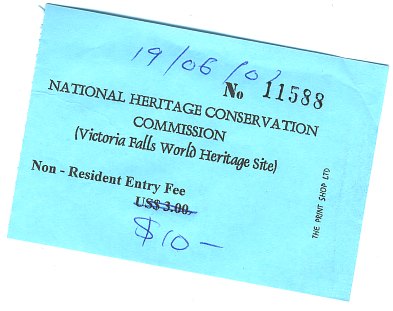 19/06/0
No 11588
NATIONAL HERITAGE CONSERVATION
COMMISSION
(Victoria Falls World Heritage Site)
Non - Resident Entry Fee
US$ 3.00.
$10-
THE PRINT SHOP LTD